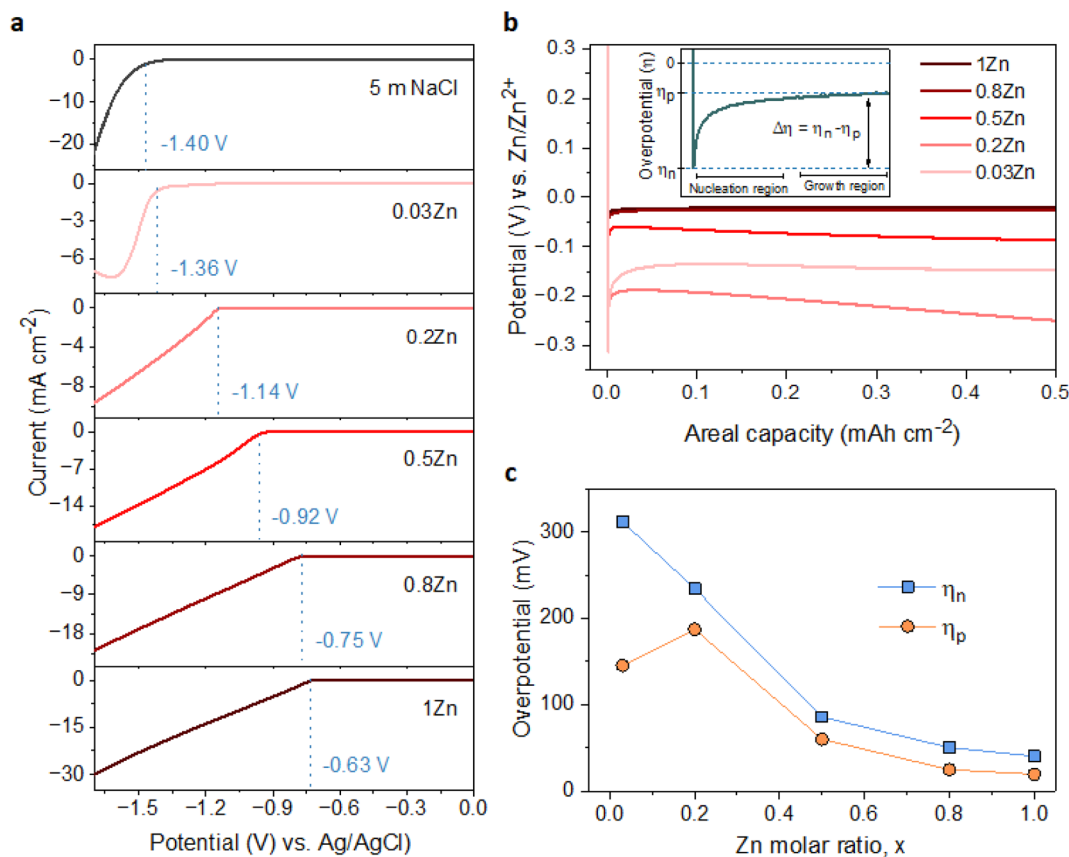 a
5 m NaCl
0
−10
−20
-1.40 V
0.03Zn
0
−3
−6
-1.36 V
0.2Zn
0
−4
−8
-1.14 V
0.5Zn
0
−7
−14
-0.92 V
0.8Zn
0
−9
−18
-0.75 V
1Zn
0
−15
−30
-0.63 V
Current (mA cm⁻²)
−1.5 −1.2 −0.9 −0.6 −0.3 0.0
Potential (V) vs. Ag/AgCl
b
0.3
0.2
0.1
0.0
−0.1
−0.2
−0.3
Potential (V) vs. Zn/Zn²⁺
0.0 0.1 0.2 0.3 0.4 0.5
Areal capacity (mAh cm⁻²)
Overpotential (η)
0
ηp
ηn
Δη = ηn -ηp
Nucleation region
Growth region
1Zn
0.8Zn
0.5Zn
0.2Zn
0.03Zn
c
300
200
100
0
Overpotential (mV)
ηn
ηp
0.0 0.2 0.4 0.6 0.8 1.0
Zn molar ratio, x